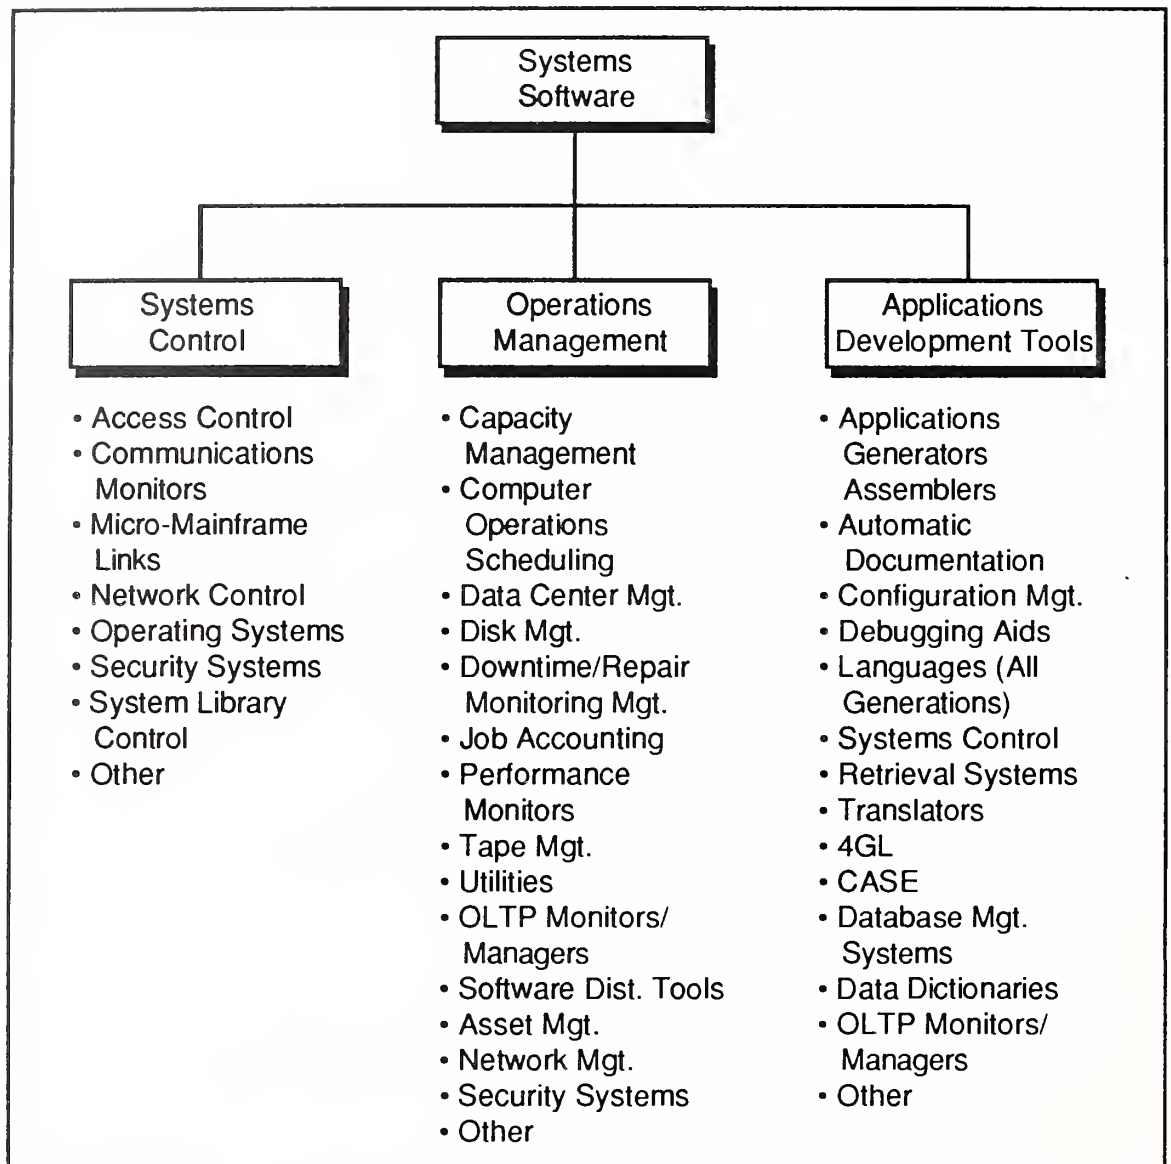 Systems
Software
Systems
Control
• Access Control
• Communications
Monitors
• Micro-Mainframe
Links
• Network Control
• Operating Systems
• Security Systems
• System Library
Control
• Other
Operations
Management
• Capacity
Management
• Computer
Operations
Scheduling
• Data Center Mgt.
• Disk Mgt.
• Downtime/Repair
Monitoring Mgt.
• Job Accounting
• Performance
Monitors
• Tape Mgt.
• Utilities
• OLTP Monitors/
Managers
• Software Dist. Tools
• Asset Mgt.
• Network Mgt.
• Security Systems
• Other
Applications
Development Tools
• Applications
Generators
Assemblers
• Automatic
Documentation
• Configuration Mgt.
• Debugging Aids
• Languages (All
Generations)
• Systems Control
• Retrieval Systems
• Translators
• 4GL
• CASE
• Database Mgt.
Systems
• Data Dictionaries
• OLTP Monitors/
Managers
• Other